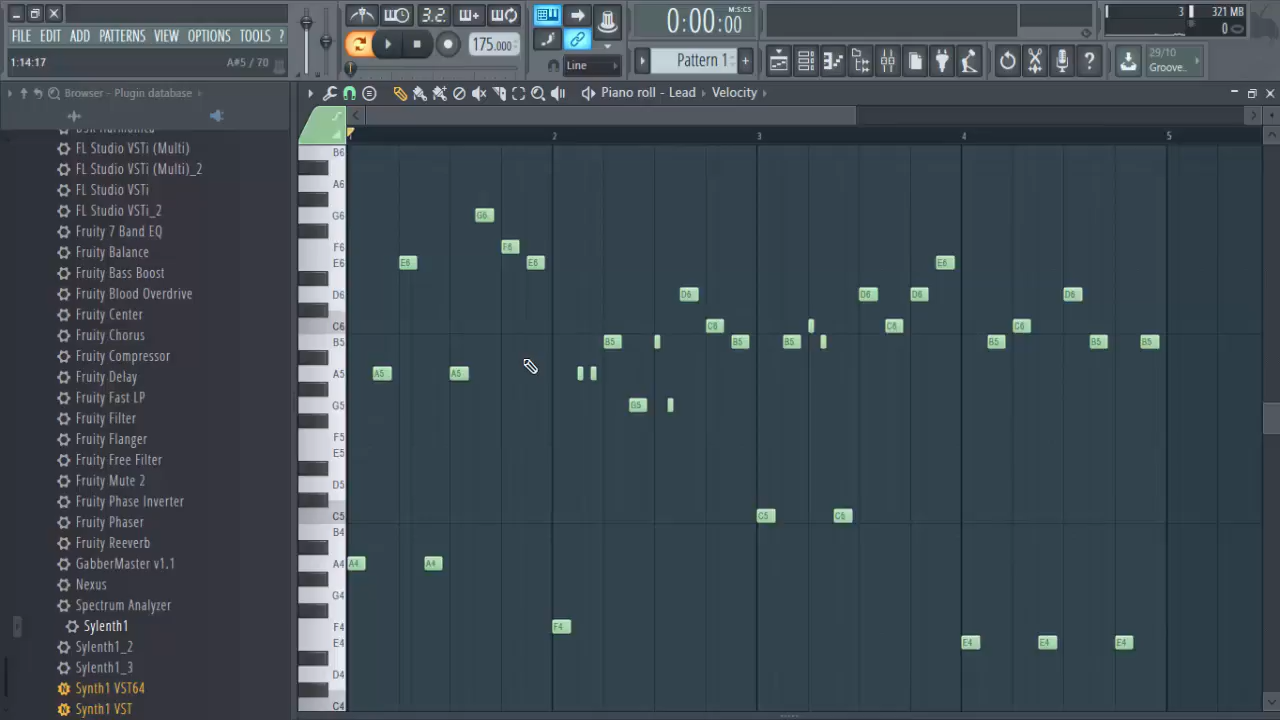 3.2.
0:00:00
M:S:CS
3
321 MB
0
FILE EDIT ADD PATTERNS VIEW OPTIONS TOOLS ?
175.000
1:14:17
A#5 / 70
Line
Pattern 1
+
?
29/10
Groove..
Browser - Plugin database
Piano roll - Lead
Velocity
2
3
4
5
FL Studio VSTi (Multi)
FL Studio VSTi (Multi)_2
FL Studio VSTi
FL Studio VSTi_2
Fruity 7 Band EQ
Fruity Balance
Fruity Bass Boost
Fruity Blood Overdrive
Fruity Center
Fruity Chorus
Fruity Compressor
Fruity Delay
Fruity Fast LP
Fruity Filter
Fruity Flanger
Fruity Free Filter
Fruity Mute 2
Fruity Phase Inverter
Fruity Phaser
Fruity Reeverb
GabberMaster v1.1
Nexus
Spectrum Analyzer
Sylenth1
Sylenth1_2
Sylenth1_3
Synth1 VST64
Synth1 VST
B6
A6
G6 G6
F6 F6
E6 E6 E6 E6
D6 D6 D6 D6 D6
C6 C6 C6 C6
B5 B5 B5 B5 B5 B5 B5
A5 A5 A5
G5 G5
F5
E5
D5
C5 C5 C5
B4
A4 A4 A4
G4
F4 F4
E4 E4 E4 E4
D4
C4